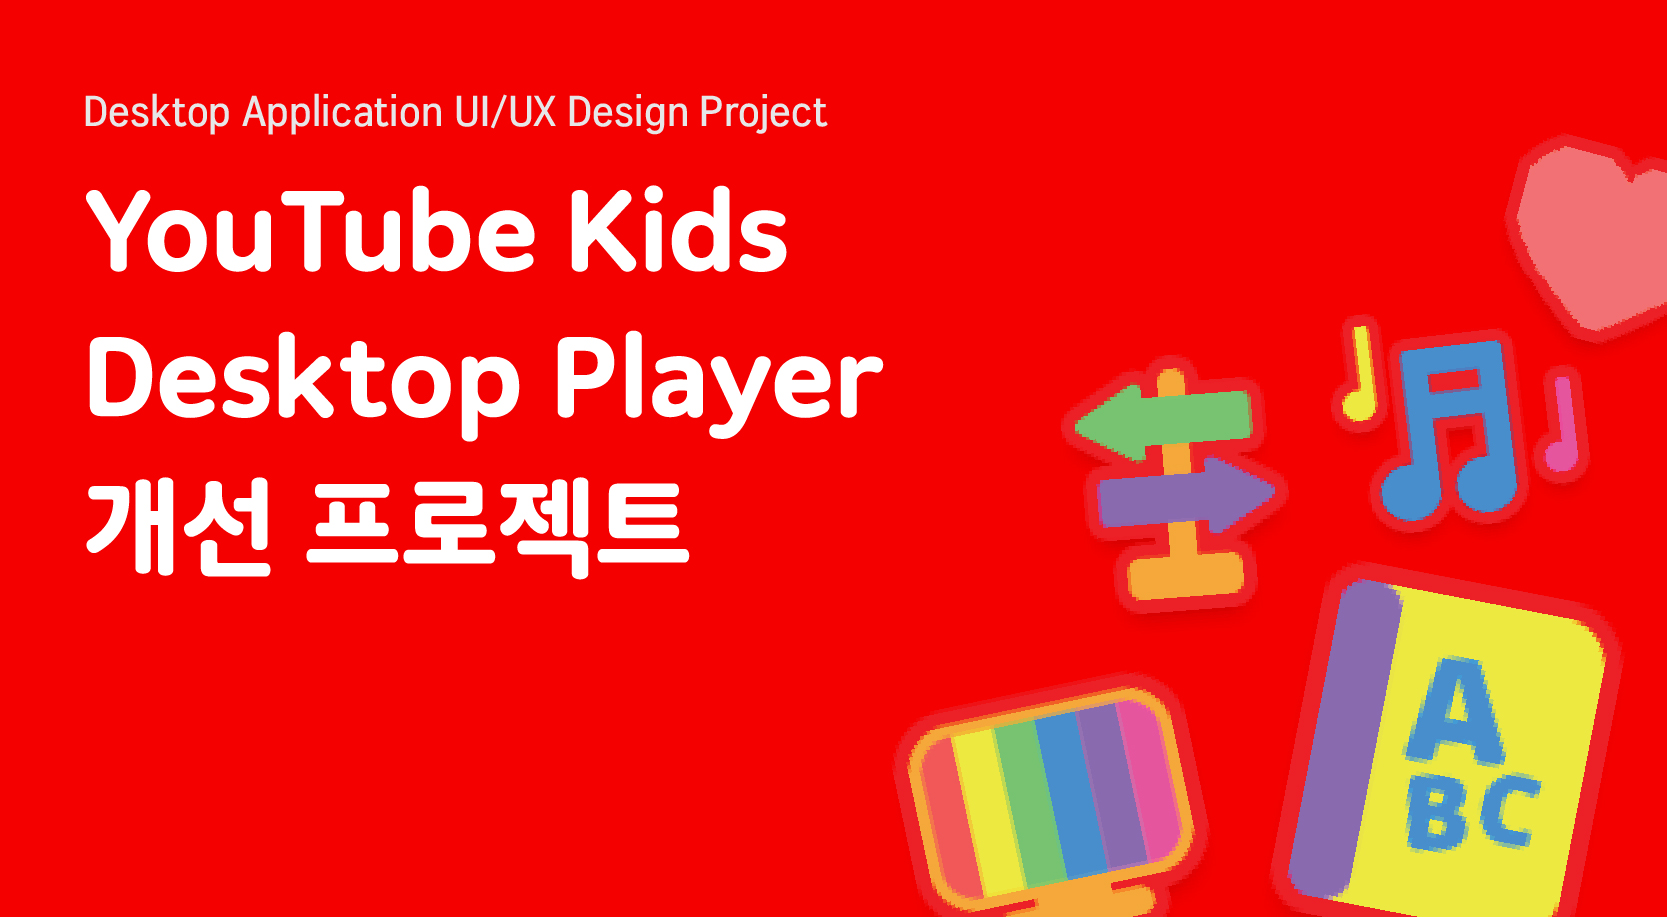 Desktop Application UI/UX Design Project
YouTube Kids
Desktop Player
개선 프로젝트
A
BC